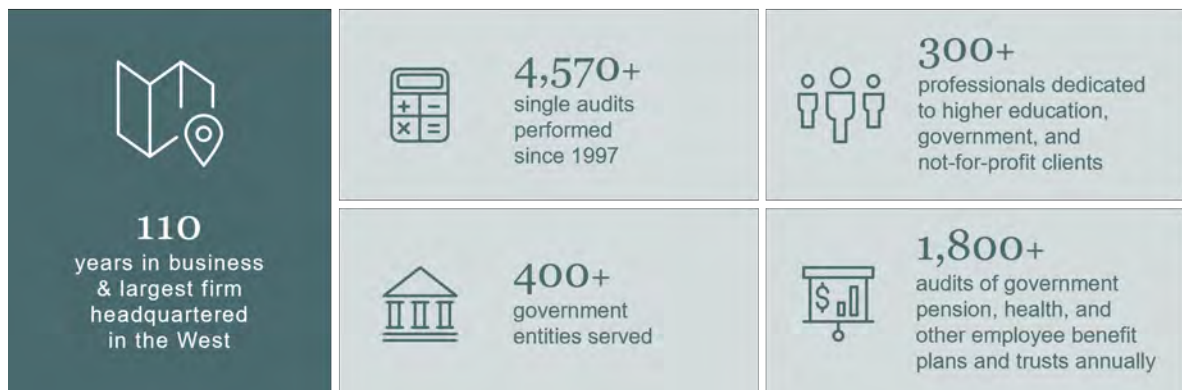 110
years in business
& largest firm
headquartered
in the West
4,570+
single audits
performed
since 1997
300+
professionals dedicated
to higher education,
government, and
not-for-profit clients
400+
government
entities served
1,800+
audits of government
pension, health, and
other employee benefit
plans and trusts annually